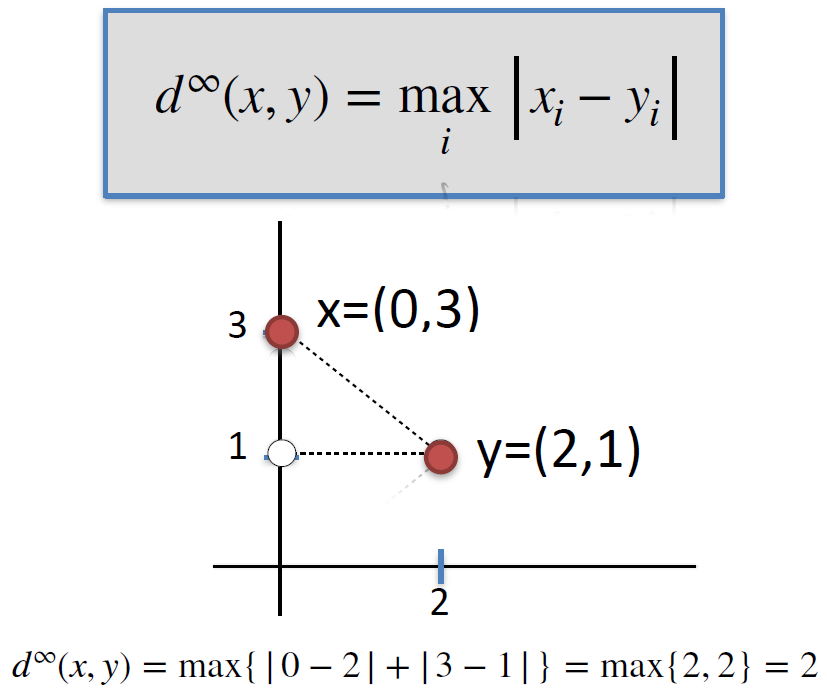 d^∞(x, y) = max_i |x_i − y_i|
x=(0,3)
3
1
y=(2,1)
2
d^∞(x, y) = max{ |0 − 2| + |3 − 1| } = max{2, 2} = 2